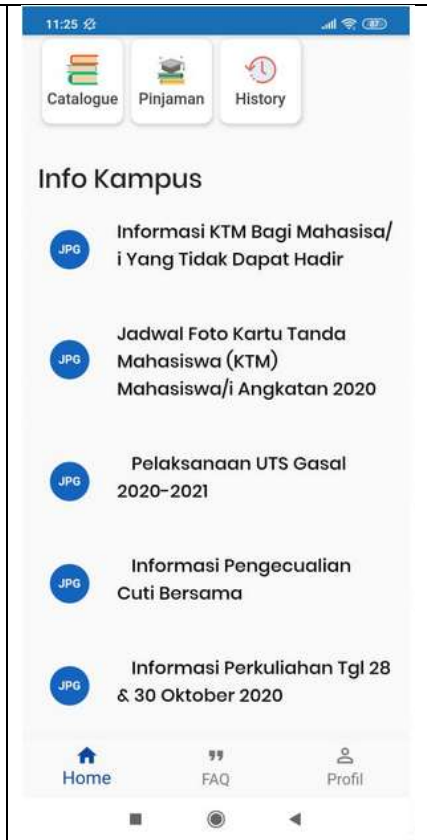 11:25
87
Catalogue Pinjaman History
Info Kampus
JPG
Informasi KTM Bagi Mahasisa/
i Yang Tidak Dapat Hadir
JPG
Jadwal Foto Kartu Tanda
Mahasiswa (KTM)
Mahasiswa/i Angkatan 2020
JPG
Pelaksanaan UTS Gasal
2020-2021
JPG
Informasi Pengecualian
Cuti Bersama
JPG
Informasi Perkuliahan Tgl 28
& 30 Oktober 2020
Home FAQ Profil